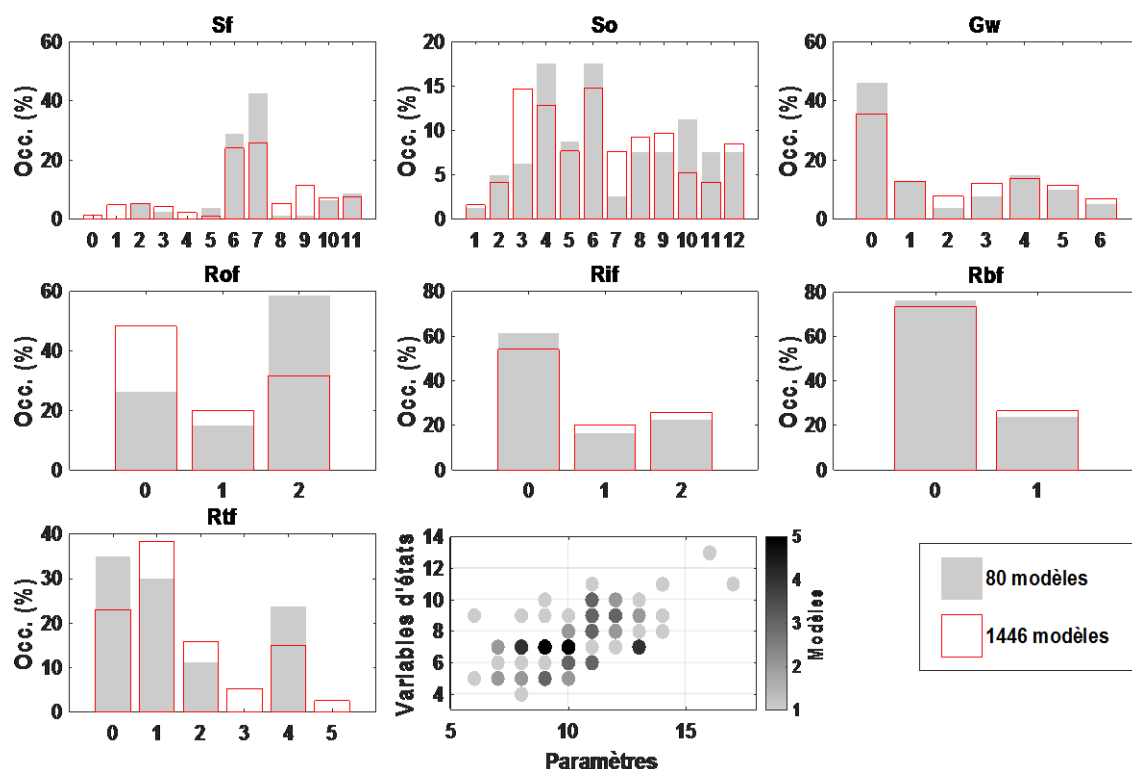 Sf
60
40
20
0
Occ. (%)
0 1 2 3 4 5 6 7 8 9 10 11
So
20
15
10
5
0
Occ. (%)
1 2 3 4 5 6 7 8 9 10 11 12
Gw
60
40
20
0
Occ. (%)
0 1 2 3 4 5 6
Rof
60
40
20
0
Occ. (%)
0 1 2
Rif
80
60
40
20
0
Occ. (%)
0 1 2
Rbf
80
60
40
20
0
Occ. (%)
0 1
Rtf
40
30
20
10
0
Occ. (%)
0 1 2 3 4 5
14
12
10
8
6
4
Variables d'états
5 10 15
Paramètres
5
4
3
2
1
Modèles
80 modèles
1446 modèles